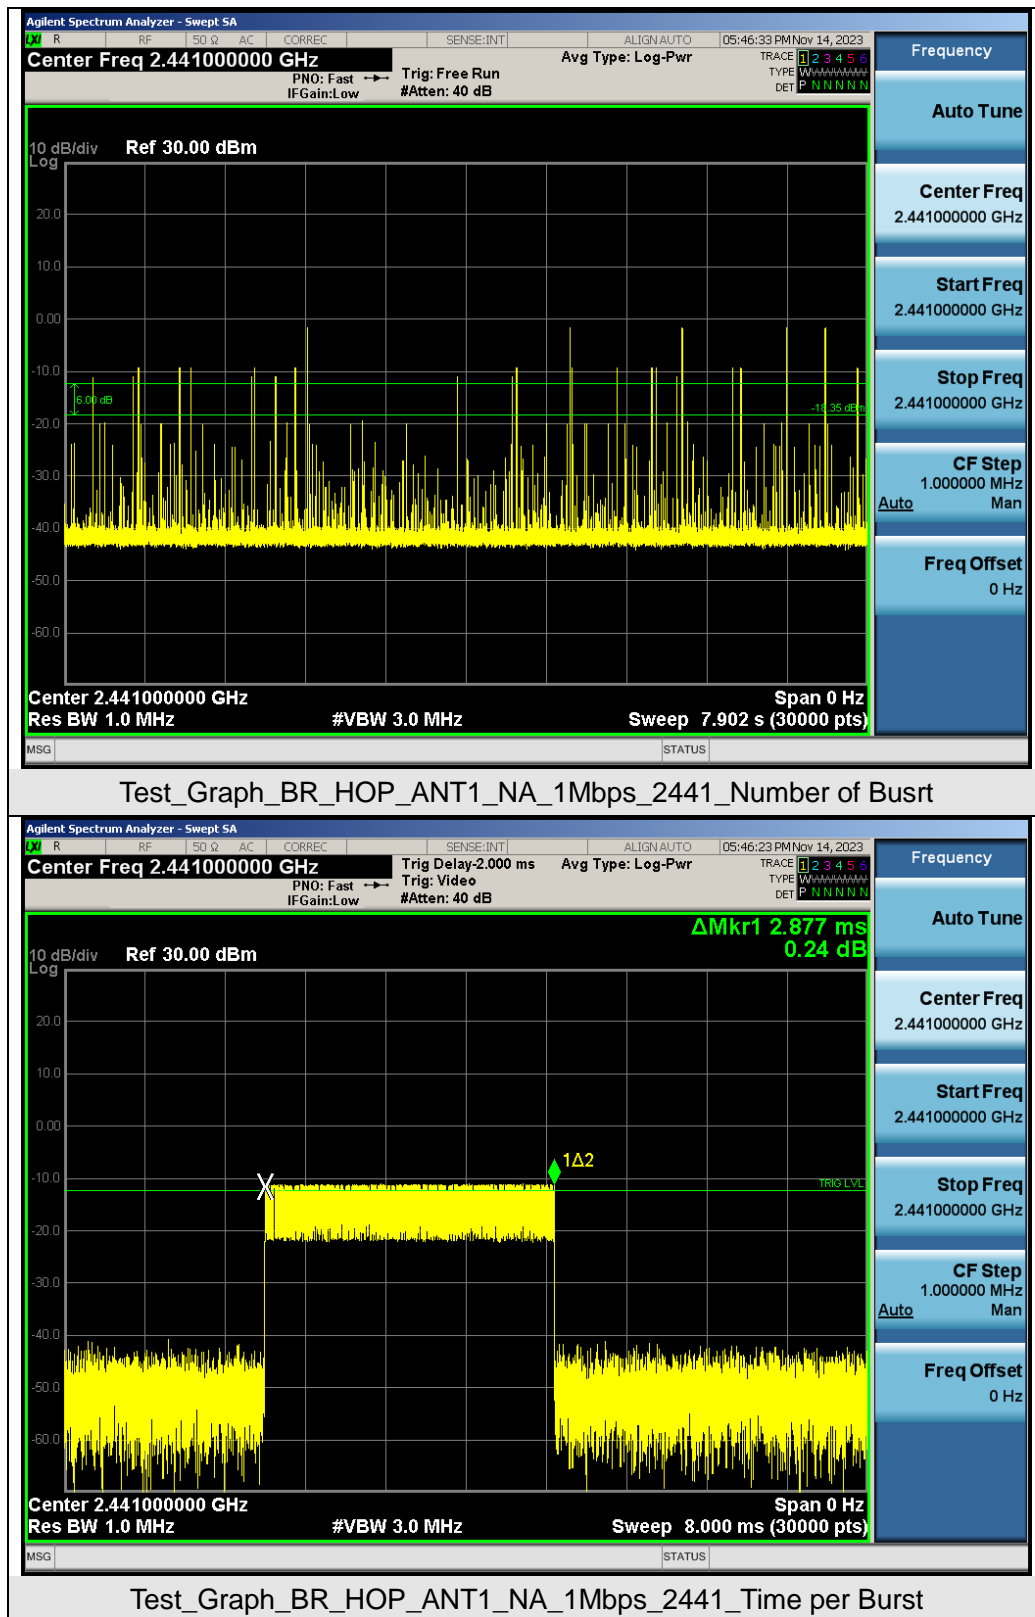 Agilent Spectrum Analyzer - Swept SA
LXI R RF 50 Ω AC CORREC SENSE:INT ALIGN AUTO 05:46:33 PM Nov 14, 2023
Center Freq 2.441000000 GHz
PNO: Fast
IFGain:Low
Trig: Free Run
#Atten: 40 dB
Avg Type: Log-Pwr
TRACE 1 2 3 4 5 6
TYPE
DET P N N N N N
Frequency
Auto Tune
Center Freq
2.441000000 GHz
Start Freq
2.441000000 GHz
Stop Freq
2.441000000 GHz
CF Step
1.000000 MHz
Auto Man
Freq Offset
0 Hz
10 dB/div Ref 30.00 dBm
Log
20.0
10.0
0.00
-10.0
6.00 dB
-18.35 dBm
-20.0
-30.0
-40.0
-50.0
-60.0
Center 2.441000000 GHz Span 0 Hz
Res BW 1.0 MHz #VBW 3.0 MHz Sweep 7.902 s (30000 pts)
MSG STATUS
Test_Graph_BR_HOP_ANT1_NA_1Mbps_2441_Number of Busrt
Agilent Spectrum Analyzer - Swept SA
LXI R RF 50 Ω AC CORREC SENSE:INT ALIGN AUTO 05:46:23 PM Nov 14, 2023
Center Freq 2.441000000 GHz
PNO: Fast
IFGain:Low
Trig Delay-2.000 ms
Trig: Video
#Atten: 40 dB
Avg Type: Log-Pwr
TRACE 1 2 3 4 5 6
TYPE
DET P N N N N N
Frequency
Auto Tune
Center Freq
2.441000000 GHz
Start Freq
2.441000000 GHz
Stop Freq
2.441000000 GHz
CF Step
1.000000 MHz
Auto Man
Freq Offset
0 Hz
ΔMkr1 2.877 ms
0.24 dB
10 dB/div Ref 30.00 dBm
Log
20.0
10.0
0.00
1Δ2
-10.0
X
TRIG LVL
-20.0
-30.0
-40.0
-50.0
-60.0
Center 2.441000000 GHz Span 0 Hz
Res BW 1.0 MHz #VBW 3.0 MHz Sweep 8.000 ms (30000 pts)
MSG STATUS
Test_Graph_BR_HOP_ANT1_NA_1Mbps_2441_Time per Burst